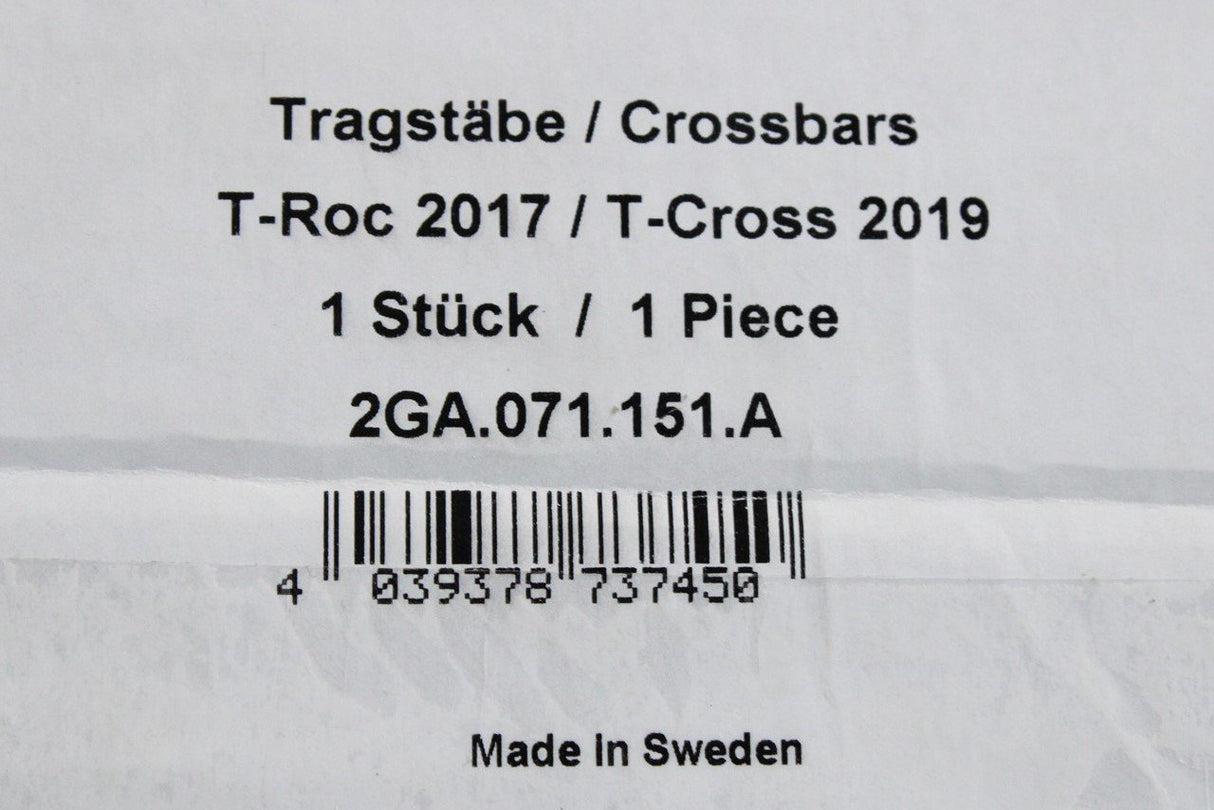 Tragstäbe / Crossbars
T-Roc 2017 / T-Cross 2019
1 Stück / 1 Piece
2GA.071.151.A
4 039378 737450
Made In Sweden